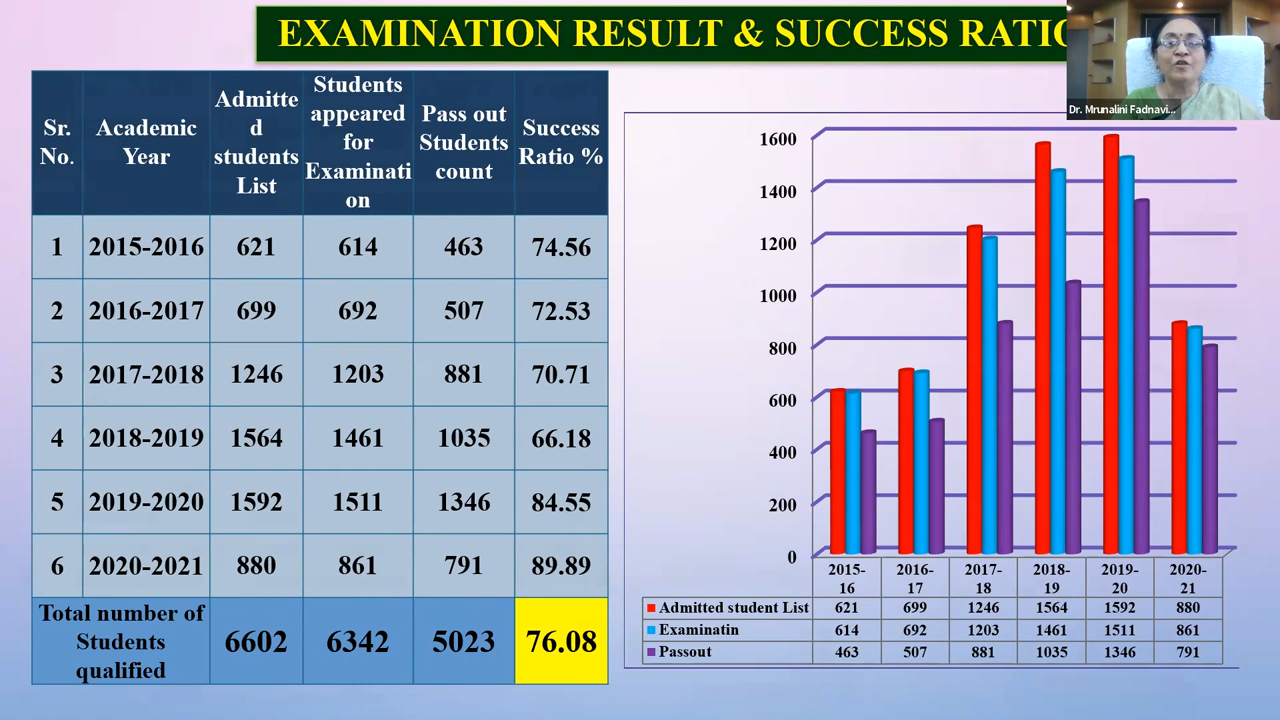 EXAMINATION RESULT & SUCCESS RATIO
Dr. Mrunalini Fadnavi...
Sr. No. Academic Year Admitte d students List Students appeared for Examinati on Pass out Students count Success Ratio %
1 2015-2016 621 614 463 74.56
2 2016-2017 699 692 507 72.53
3 2017-2018 1246 1203 881 70.71
4 2018-2019 1564 1461 1035 66.18
5 2019-2020 1592 1511 1346 84.55
6 2020-2021 880 861 791 89.89
Total number of Students qualified 6602 6342 5023 76.08
1600
1400
1200
1000
800
600
400
200
0
2015-16 2016-17 2017-18 2018-19 2019-20 2020-21
Admitted student List 621 699 1246 1564 1592 880
Examinatin 614 692 1203 1461 1511 861
Passout 463 507 881 1035 1346 791